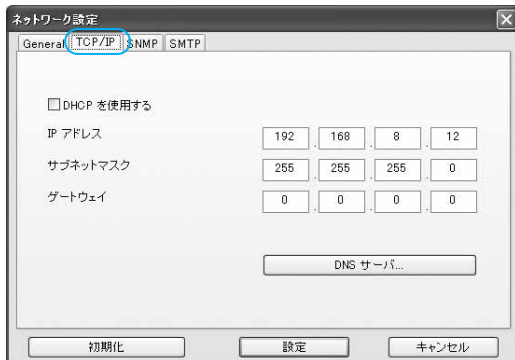 ネットワーク設定
General TCP/IP SNMP SMTP
DHCP を使用する
IP アドレス 192 . 168 . 8 . 12
サブネットマスク 255 . 255 . 255 . 0
ゲートウェイ 0 . 0 . 0 . 0
DNS サーバ...
初期化 設定 キャンセル